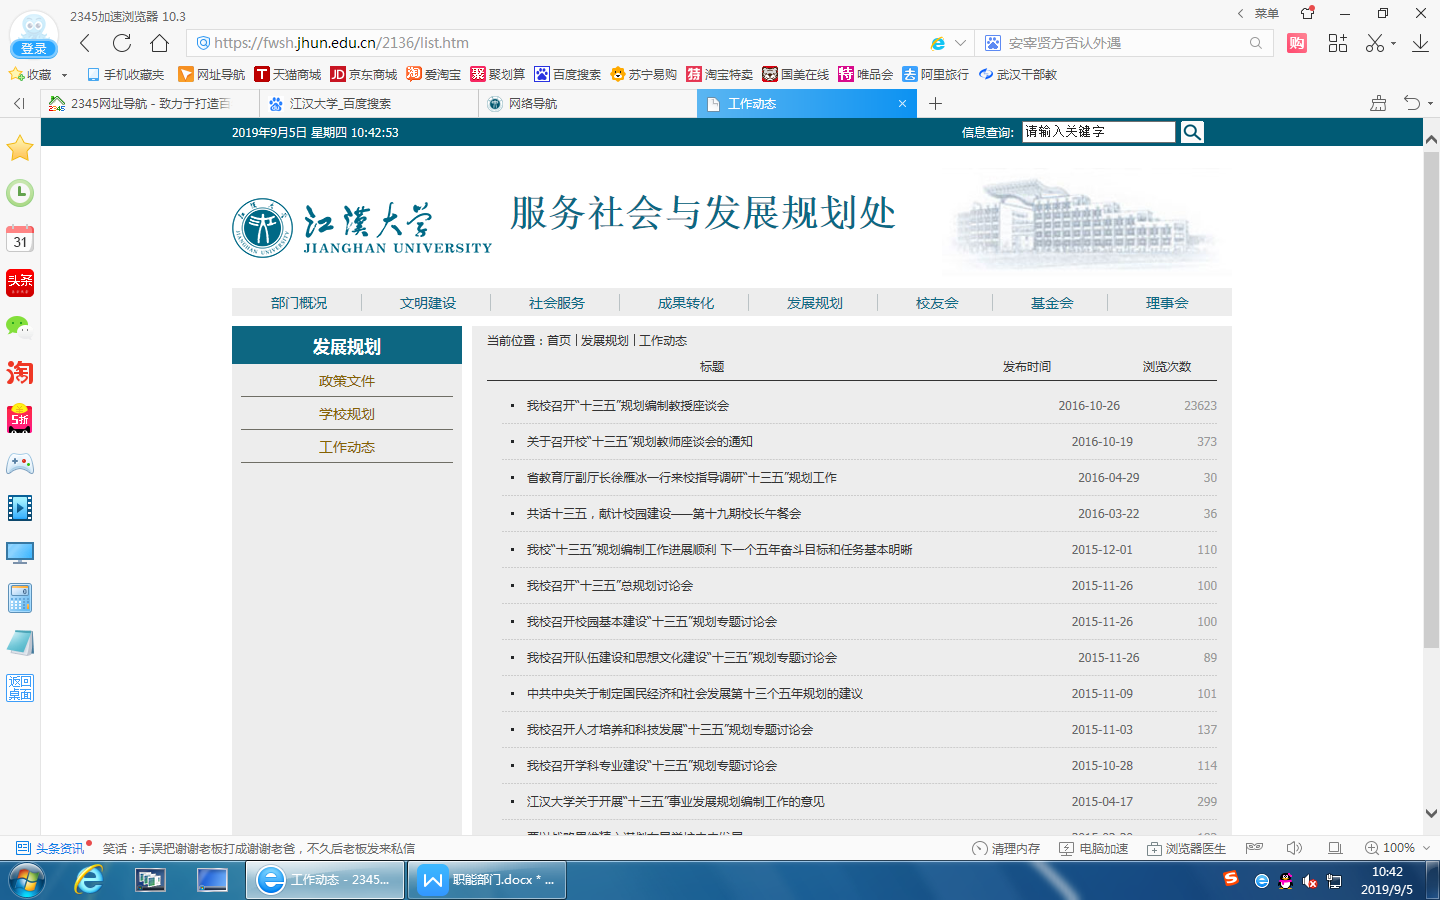 2345加速浏览器 10.3
菜单
登录
https://fwsh.jhun.edu.cn/2136/list.htm
安宰贤方否认外遇
购
收藏 手机收藏夹 网址导航 天猫商城 京东商城 爱淘宝 聚划算 百度搜索 苏宁易购 淘宝特卖 国美在线 唯品会 阿里旅行 武汉干部教
2345网址导航 - 致力于打造百 江汉大学_百度搜索 网络导航 工作动态
2019年9月5日 星期四 10:42:53
信息查询: 请输入关键字
31
头条
淘
5折
返回桌面
江漢大学
JIANGHAN UNIVERSITY
服务社会与发展规划处
部门概况 文明建设 社会服务 成果转化 发展规划 校友会 基金会 理事会
发展规划
政策文件
学校规划
工作动态
当前位置：首页 | 发展规划 | 工作动态
标题 发布时间 浏览次数
我校召开“十三五”规划编制教授座谈会 2016-10-26 23623
关于召开校“十三五”规划教师座谈会的通知 2016-10-19 373
省教育厅副厅长徐雁冰一行来校指导调研“十三五”规划工作 2016-04-29 30
共话十三五，献计校园建设——第十九期校长午餐会 2016-03-22 36
我校“十三五”规划编制工作进展顺利 下一个五年奋斗目标和任务基本明晰 2015-12-01 110
我校召开“十三五”总规划讨论会 2015-11-26 100
我校召开校园基本建设“十三五”规划专题讨论会 2015-11-26 100
我校召开队伍建设和思想文化建设“十三五”规划专题讨论会 2015-11-26 89
中共中央关于制定国民经济和社会发展第十三个五年规划的建议 2015-11-09 101
我校召开人才培养和科技发展“十三五”规划专题讨论会 2015-11-03 137
我校召开学科专业建设“十三五”规划专题讨论会 2015-10-28 114
江汉大学关于开展“十三五”事业发展规划编制工作的意见 2015-04-17 299
头条资讯 笑话：手误把谢谢老板打成谢谢老爸，不久后老板发来私信
清理内存 电脑加速 浏览器医生 100%
工作动态 - 2345... 职能部门.docx * ...
10:42
2019/9/5